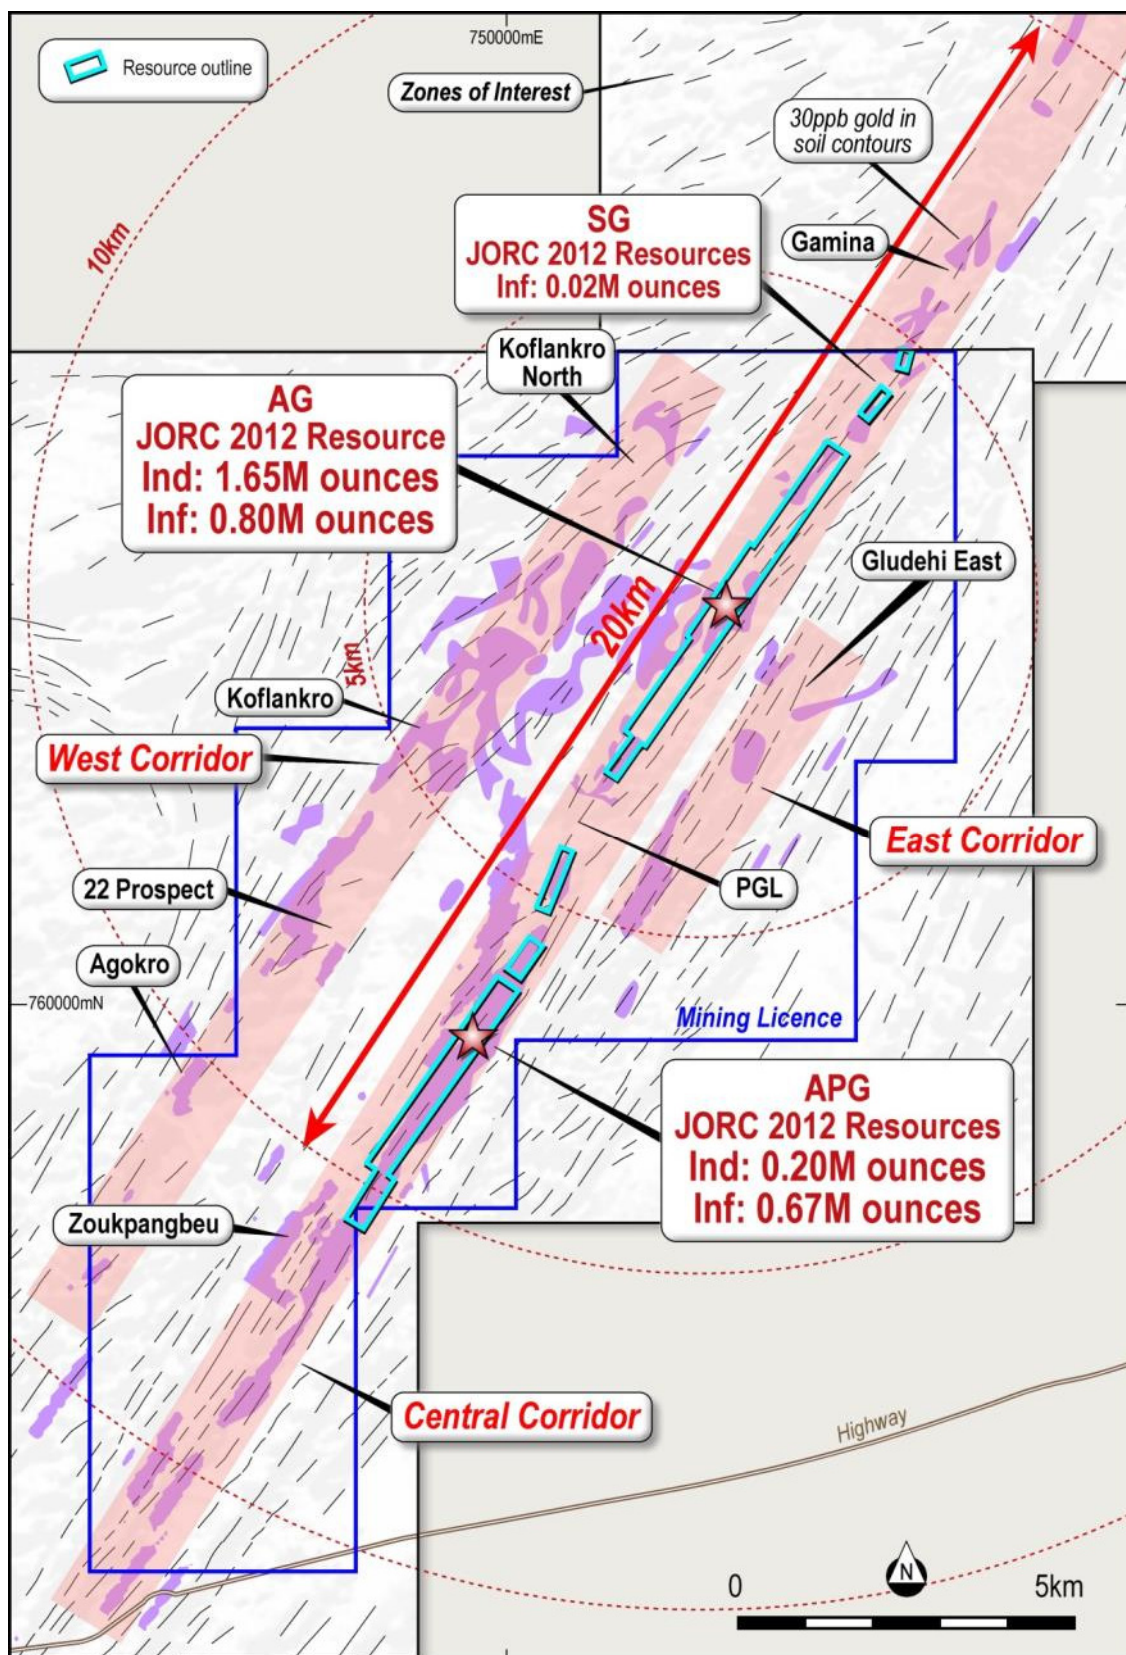 750000mE
Resource outline
Zones of Interest
30ppb gold in
soil contours
SG
JORC 2012 Resources
Inf: 0.02M ounces
Gamina
10km
Koflankro
North
AG
JORC 2012 Resource
Ind: 1.65M ounces
Inf: 0.80M ounces
Gludehi East
20km
5km
Koflankro
West Corridor
East Corridor
22 Prospect
PGL
Agokro
760000mN
Mining Licence
APG
JORC 2012 Resources
Ind: 0.20M ounces
Inf: 0.67M ounces
Zoukpangbeu
Central Corridor
Highway
N
0 5km